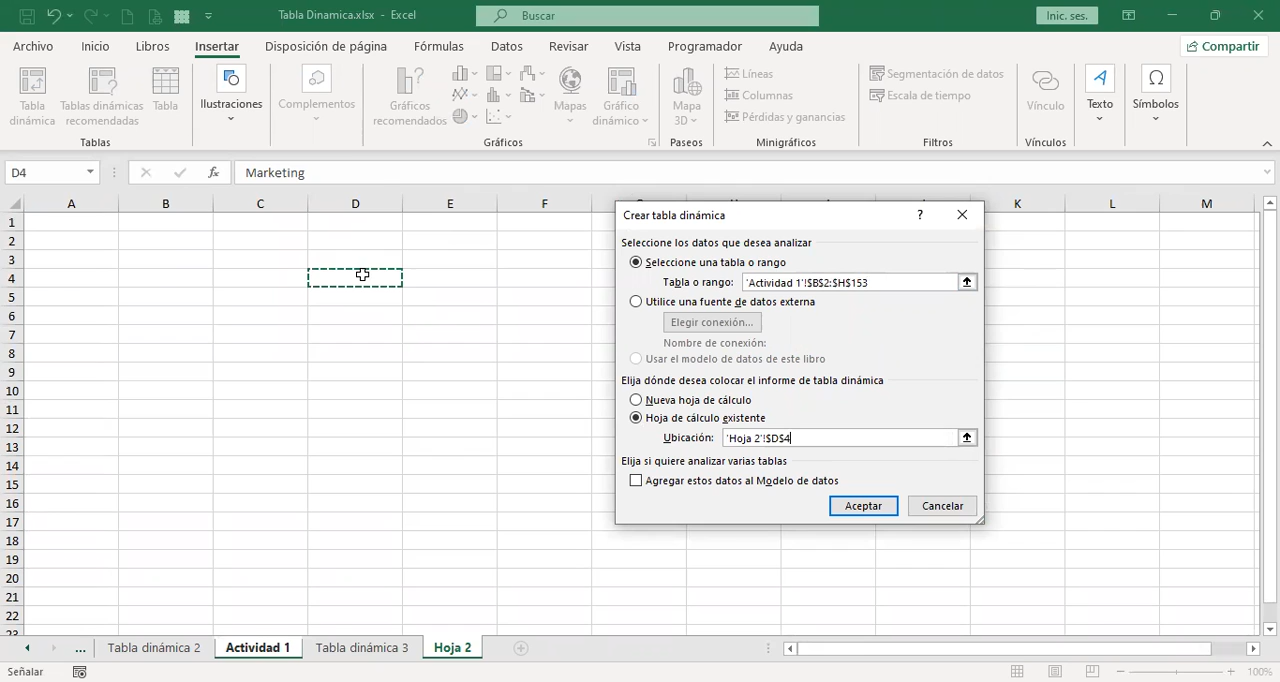 Tabla Dinamica.xlsx - Excel
Buscar
Inic. ses.
Archivo Inicio Libros Insertar Disposición de página Fórmulas Datos Revisar Vista Programador Ayuda
Compartir
Tabla dinámica
Tablas dinámicas recomendadas
Tabla
Ilustraciones
Complementos
Gráficos recomendados
Mapas
Gráfico dinámico
Mapa 3D
Líneas
Columnas
Pérdidas y ganancias
Segmentación de datos
Escala de tiempo
Vínculo
Texto
Símbolos
Tablas Gráficos Paseos Minigráficos Filtros Vínculos
D4 fx Marketing
A B C D E F K L M
1
2
3
4
5
6
7
8
9
10
11
12
13
14
15
16
17
18
19
20
21
22
23
Crear tabla dinámica ?
Seleccione los datos que desea analizar
Seleccione una tabla o rango
Tabla o rango: 'Actividad 1'!$B$2:$H$153
Utilice una fuente de datos externa
Elegir conexión...
Nombre de conexión:
Usar el modelo de datos de este libro
Elija dónde desea colocar el informe de tabla dinámica
Nueva hoja de cálculo
Hoja de cálculo existente
Ubicación: 'Hoja 2'!$D$4
Elija si quiere analizar varias tablas
Agregar estos datos al Modelo de datos
Aceptar Cancelar
... Tabla dinámica 2 Actividad 1 Tabla dinámica 3 Hoja 2
Señalar 100%